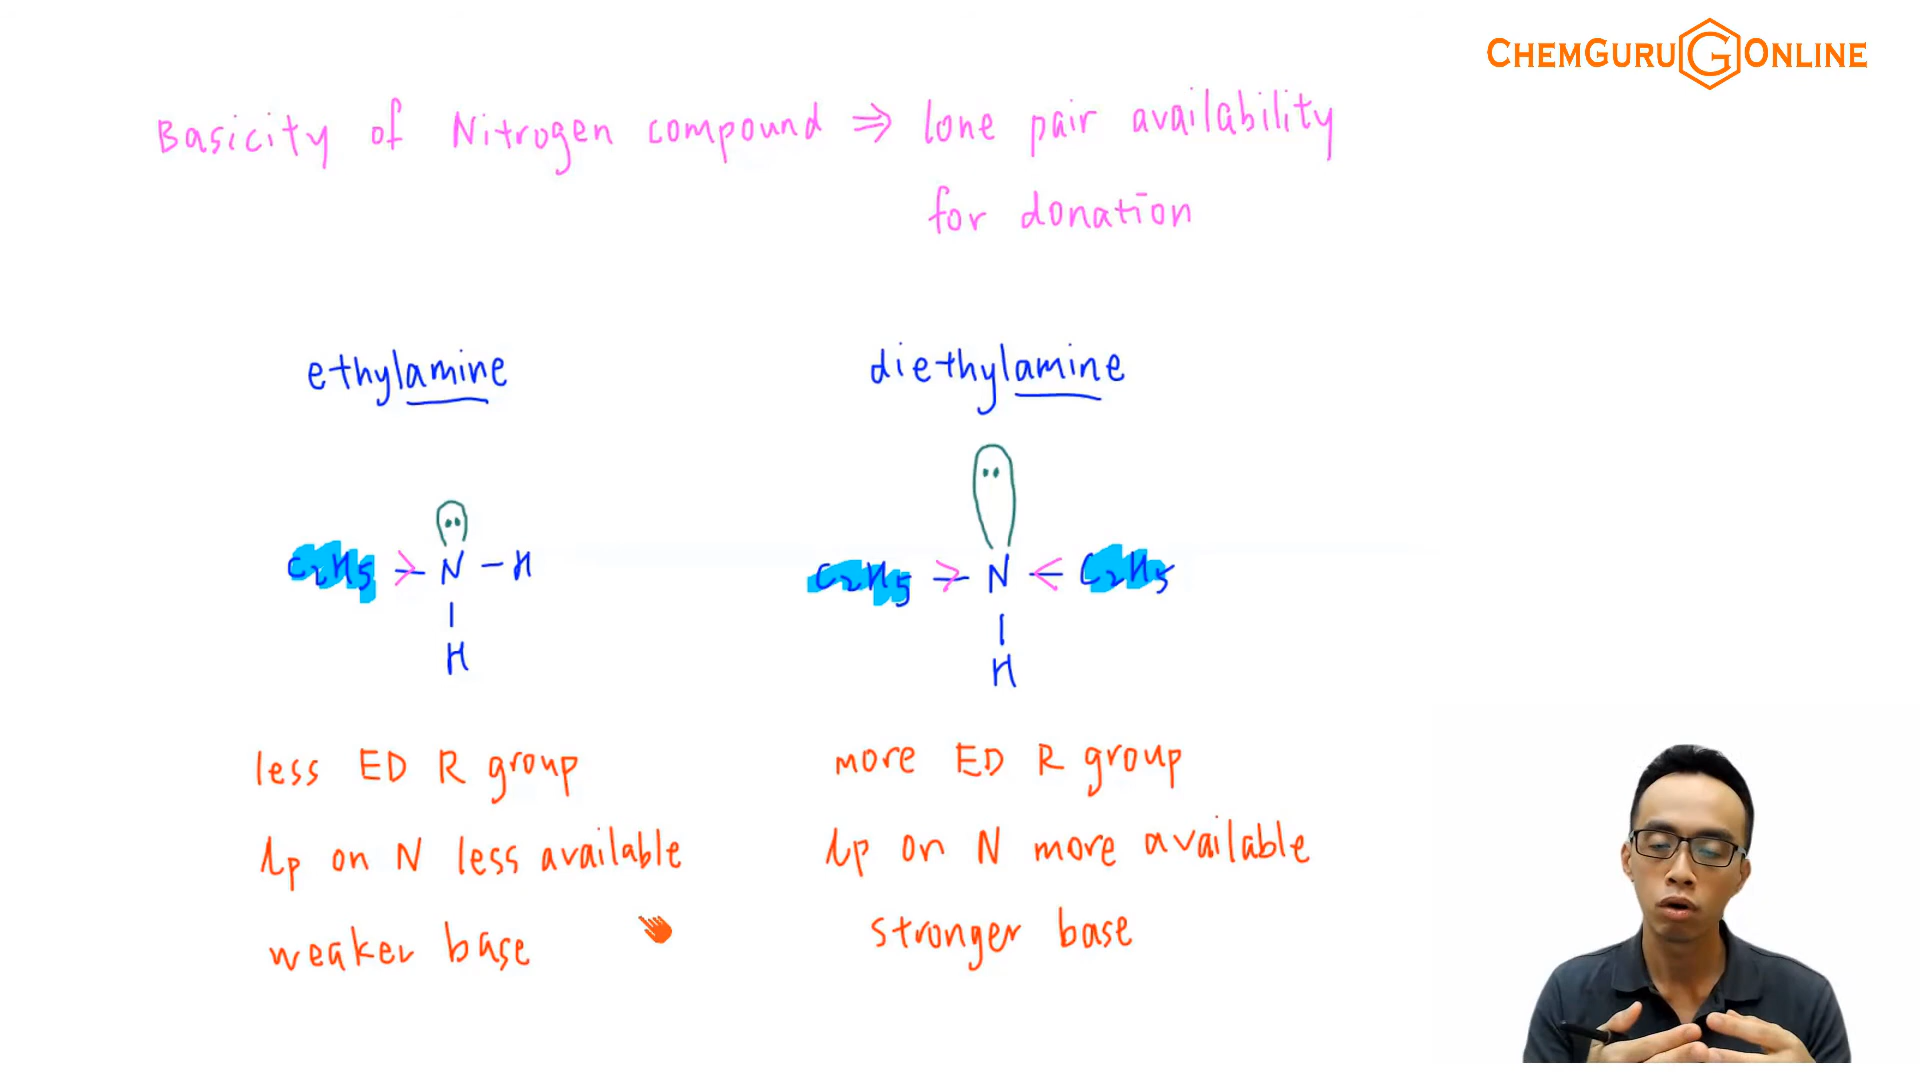 CHEMGURU G ONLINE
Basicity of Nitrogen compound ⇒ lone pair availability
for donation
ethylamine
diethylamine
C2H5 > N - H
H
C2H5 > N < C2H5
H
less ED R group
lp on N less available
weaker base
more ED R group
lp on N more available
stronger base